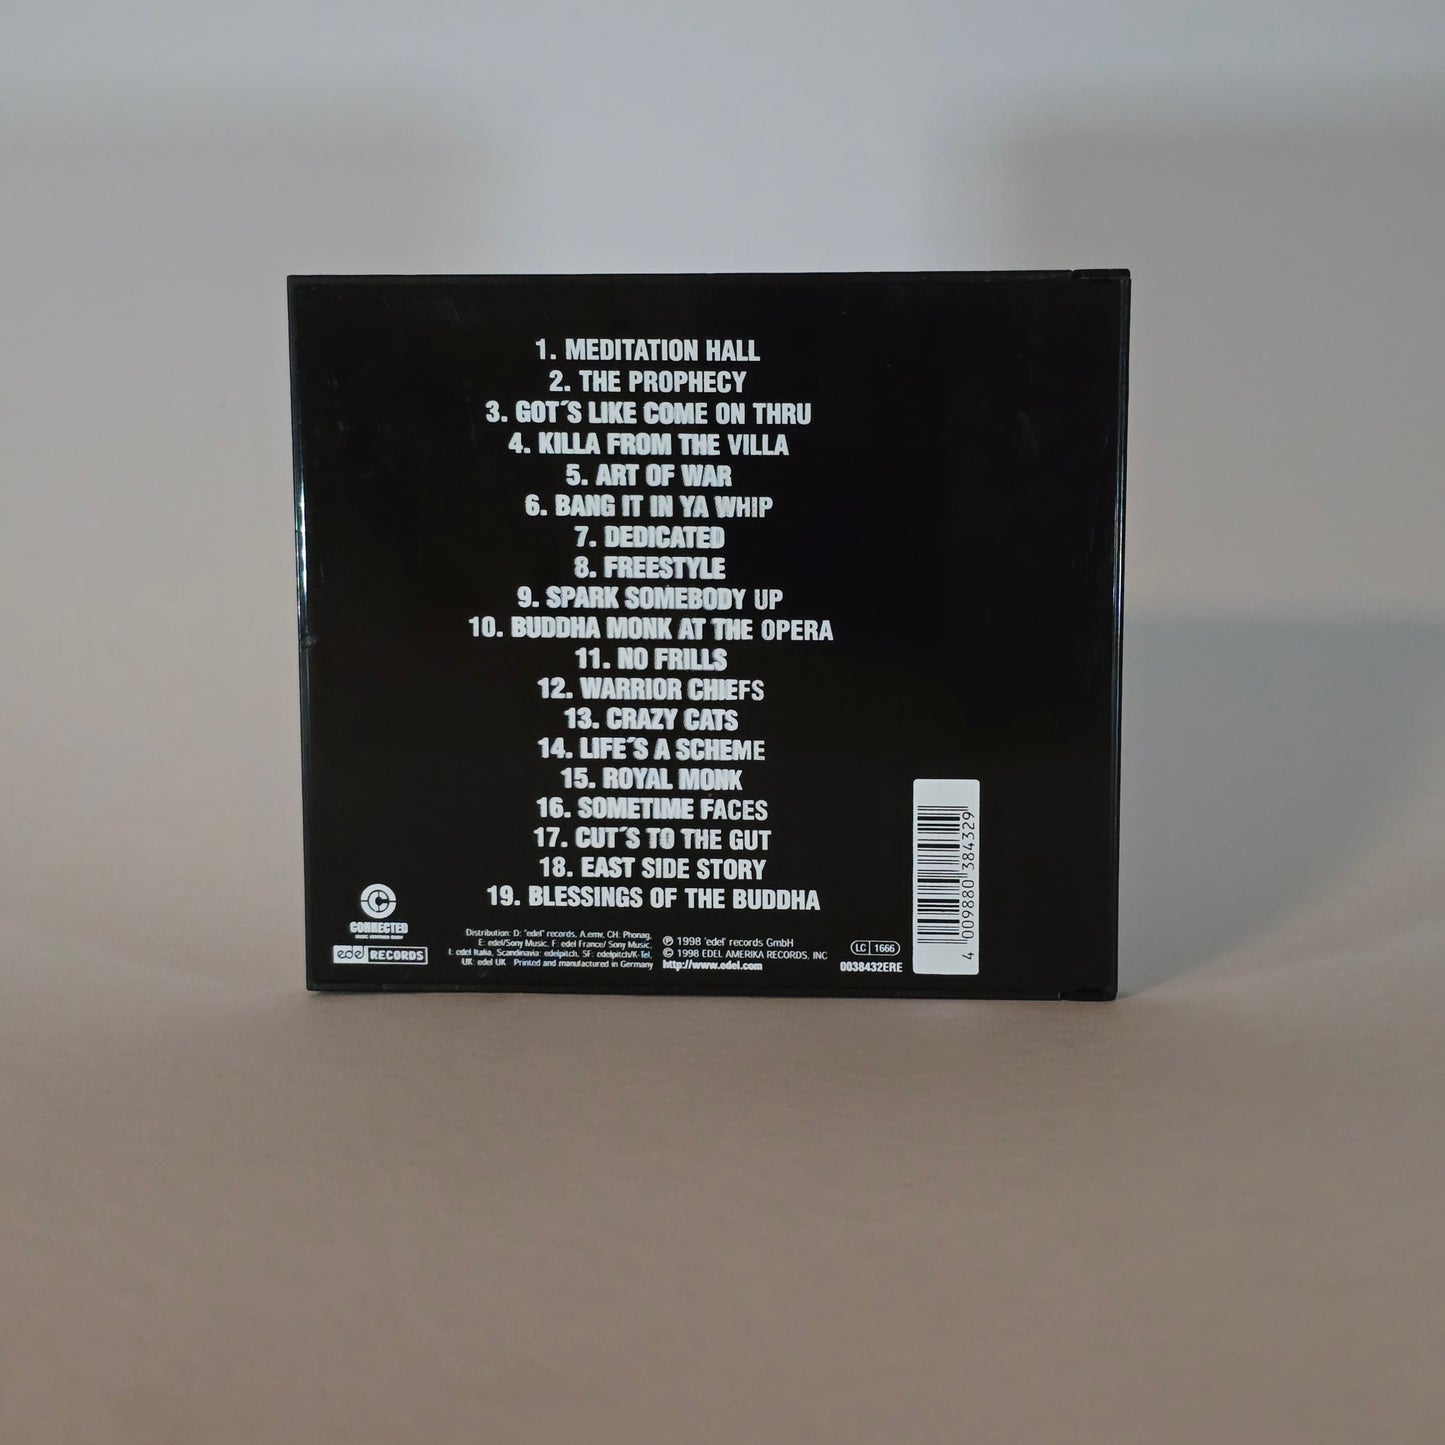 1. MEDITATION HALL
2. THE PROPHECY
3. GOT´S LIKE COME ON THRU
4. KILLA FROM THE VILLA
5. ART OF WAR
6. BANG IT IN YA WHIP
7. DEDICATED
8. FREESTYLE
9. SPARK SOMEBODY UP
10. BUDDHA MONK AT THE OPERA
11. NO FRILLS
12. WARRIOR CHIEFS
13. CRAZY CATS
14. LIFE´S A SCHEME
15. ROYAL MONK
16. SOMETIME FACES
17. CUT´S TO THE GUT
18. EAST SIDE STORY
19. BLESSINGS OF THE BUDDHA
CONNECTED
edel RECORDS
Distribution: D: "edel" records, A.emv, CH: Phonag,
E: edel/Sony Music, F: edel France/ Sony Music,
I: edel Italia, Scandinavia: edelpitch, SF: edelpitch/K-Tel,
UK: edel UK Printed and manufactured in Germany
℗ 1998 'edel' records GmbH
© 1998 EDEL AMERIKA RECORDS, INC
http://www.edel.com
LC 1666
0038432ERE
4 009880 384329